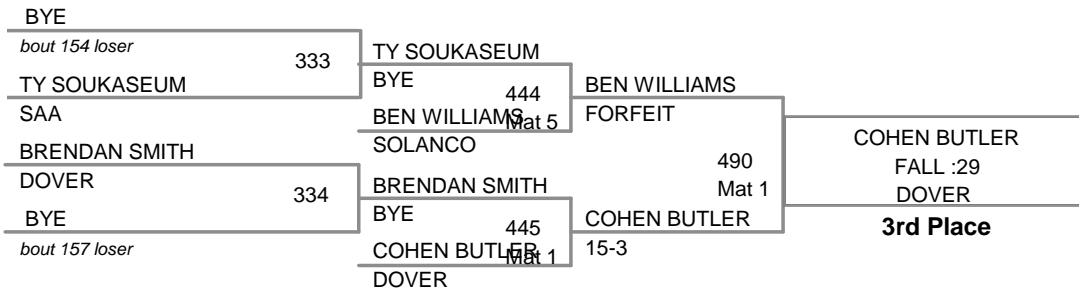 BYE
bout 154 loser
333
TY SOUKASEUM
SAA
BRENDAN SMITH
DOVER
334
BYE
bout 157 loser
TY SOUKASEUM
BYE
444
Mat 5
BEN WILLIAMS
SOLANCO
BRENDAN SMITH
BYE
445
Mat 1
COHEN BUTLER
DOVER
BEN WILLIAMS
FORFEIT
490
Mat 1
COHEN BUTLER
15-3
COHEN BUTLER
FALL :29
DOVER
3rd Place